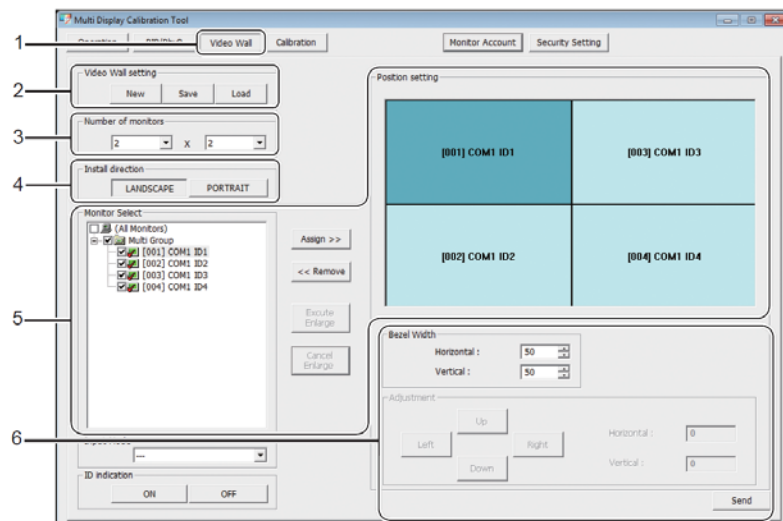 Multi Display Calibration Tool
1
Video Wall
Calibration
Monitor Account
Security Setting
Video Wall setting
2
New
Save
Load
Number of monitors
3
2
X
2
Install direction
4
LANDSCAPE
PORTRAIT
Monitor Select
(All Monitors)
Multi Group
[001] COM1 ID1
[002] COM1 ID2
[003] COM1 ID3
[004] COM1 ID4
5
Assign >>
<< Remove
Excute
Enlarge
Cancel
Enlarge
Position setting
[001] COM1 ID1
[003] COM1 ID3
[002] COM1 ID2
[004] COM1 ID4
Bezel Width
Horizontal :
50
Vertical :
50
Adjustment
Up
Left
Right
Down
Horizontal :
0
Vertical :
0
6
---
ID indication
ON
OFF
Send